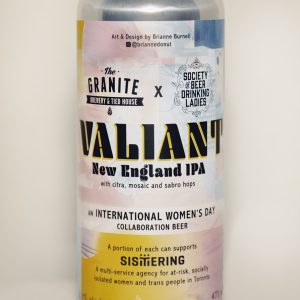 Art & Design by Brianne Burnell
@briannedonut
The
GRANITE
BREWERY & TIED HOUSE
X
SOCIETY
OF BEER
DRINKING
LADIES
VALIANT
New England IPA
with citra, mosaic and sabro hops
AN INTERNATIONAL WOMEN'S DAY
COLLABORATION BEER
A portion of each can supports
SISTERING
A multi-service agency for at-risk, socially
isolated women and trans people in Toronto